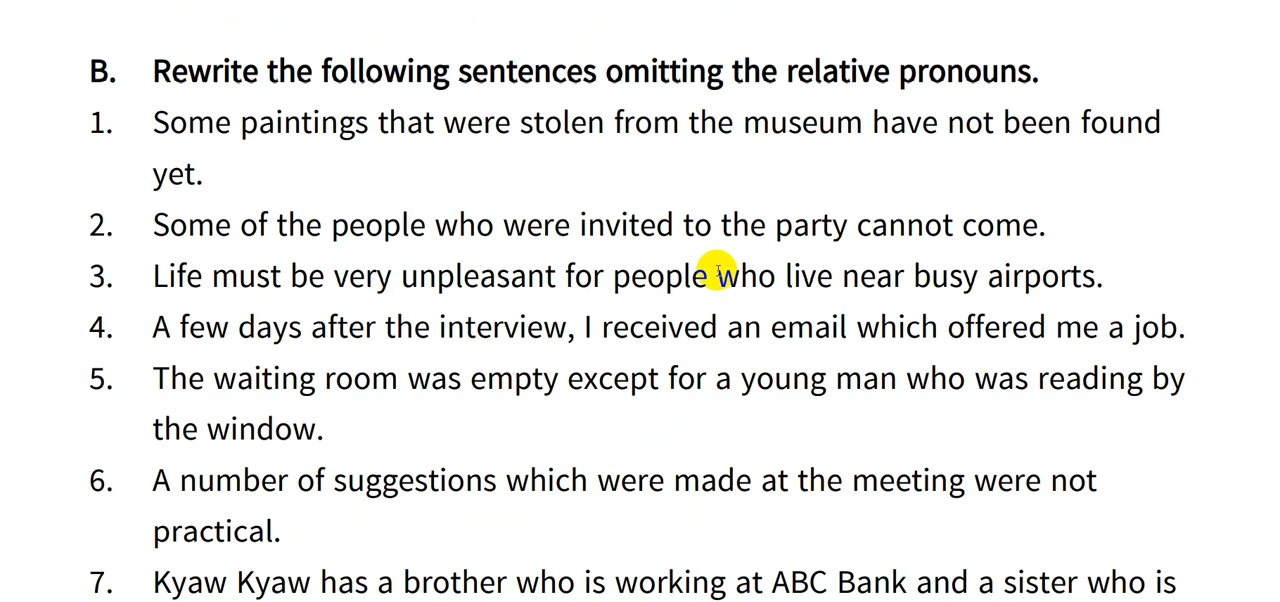 B. Rewrite the following sentences omitting the relative pronouns.
1. Some paintings that were stolen from the museum have not been found
yet.
2. Some of the people who were invited to the party cannot come.
3. Life must be very unpleasant for people who live near busy airports.
4. A few days after the interview, I received an email which offered me a job.
5. The waiting room was empty except for a young man who was reading by
the window.
6. A number of suggestions which were made at the meeting were not
practical.
7. Kyaw Kyaw has a brother who is working at ABC Bank and a sister who is